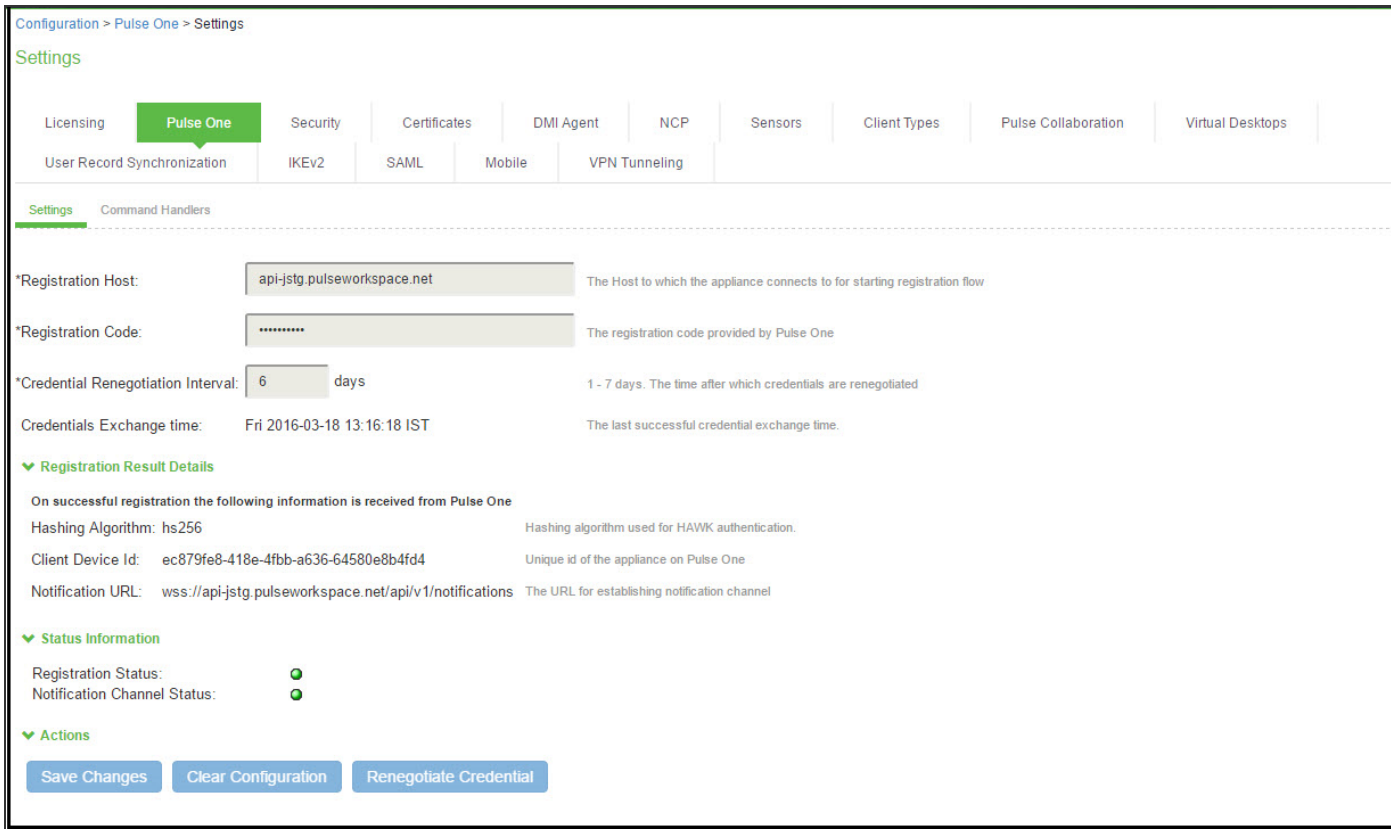 Configuration > Pulse One > Settings
Settings
Licensing Pulse One Security Certificates DMI Agent NCP Sensors Client Types Pulse Collaboration Virtual Desktops
User Record Synchronization IKEv2 SAML Mobile VPN Tunneling
Settings Command Handlers
*Registration Host: api-jstg.pulseworkspace.net The Host to which the appliance connects to for starting registration flow
*Registration Code: •••••••••• The registration code provided by Pulse One
*Credential Renegotiation Interval: 6 days 1 - 7 days. The time after which credentials are renegotiated
Credentials Exchange time: Fri 2016-03-18 13:16:18 IST The last successful credential exchange time.
Registration Result Details
On successful registration the following information is received from Pulse One
Hashing Algorithm: hs256 Hashing algorithm used for HAWK authentication.
Client Device Id: ec879fe8-418e-4fbb-a636-64580e8b4fd4 Unique id of the appliance on Pulse One
Notification URL: wss://api-jstg.pulseworkspace.net/api/v1/notifications The URL for establishing notification channel
Status Information
Registration Status:
Notification Channel Status:
Actions
Save Changes Clear Configuration Renegotiate Credential